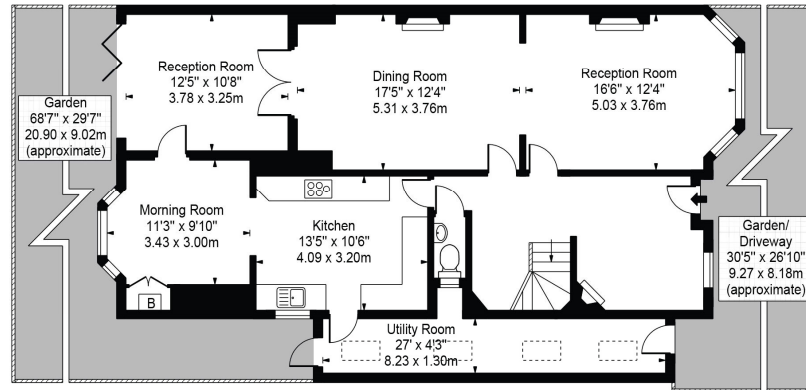 Reception Room
12'5" x 10'8"
3.78 x 3.25m
Dining Room
17'5" x 12'4"
5.31 x 3.76m
Reception Room
16'6" x 12'4"
5.03 x 3.76m
Garden
68'7" x 29'7"
20.90 x 9.02m
(approximate)
Morning Room
11'3" x 9'10"
3.43 x 3.00m
Kitchen
13'5" x 10'6"
4.09 x 3.20m
Garden/
Driveway
30'5" x 26'10"
9.27 x 8.18m
(approximate)
B
Utility Room
27' x 4'3"
8.23 x 1.30m